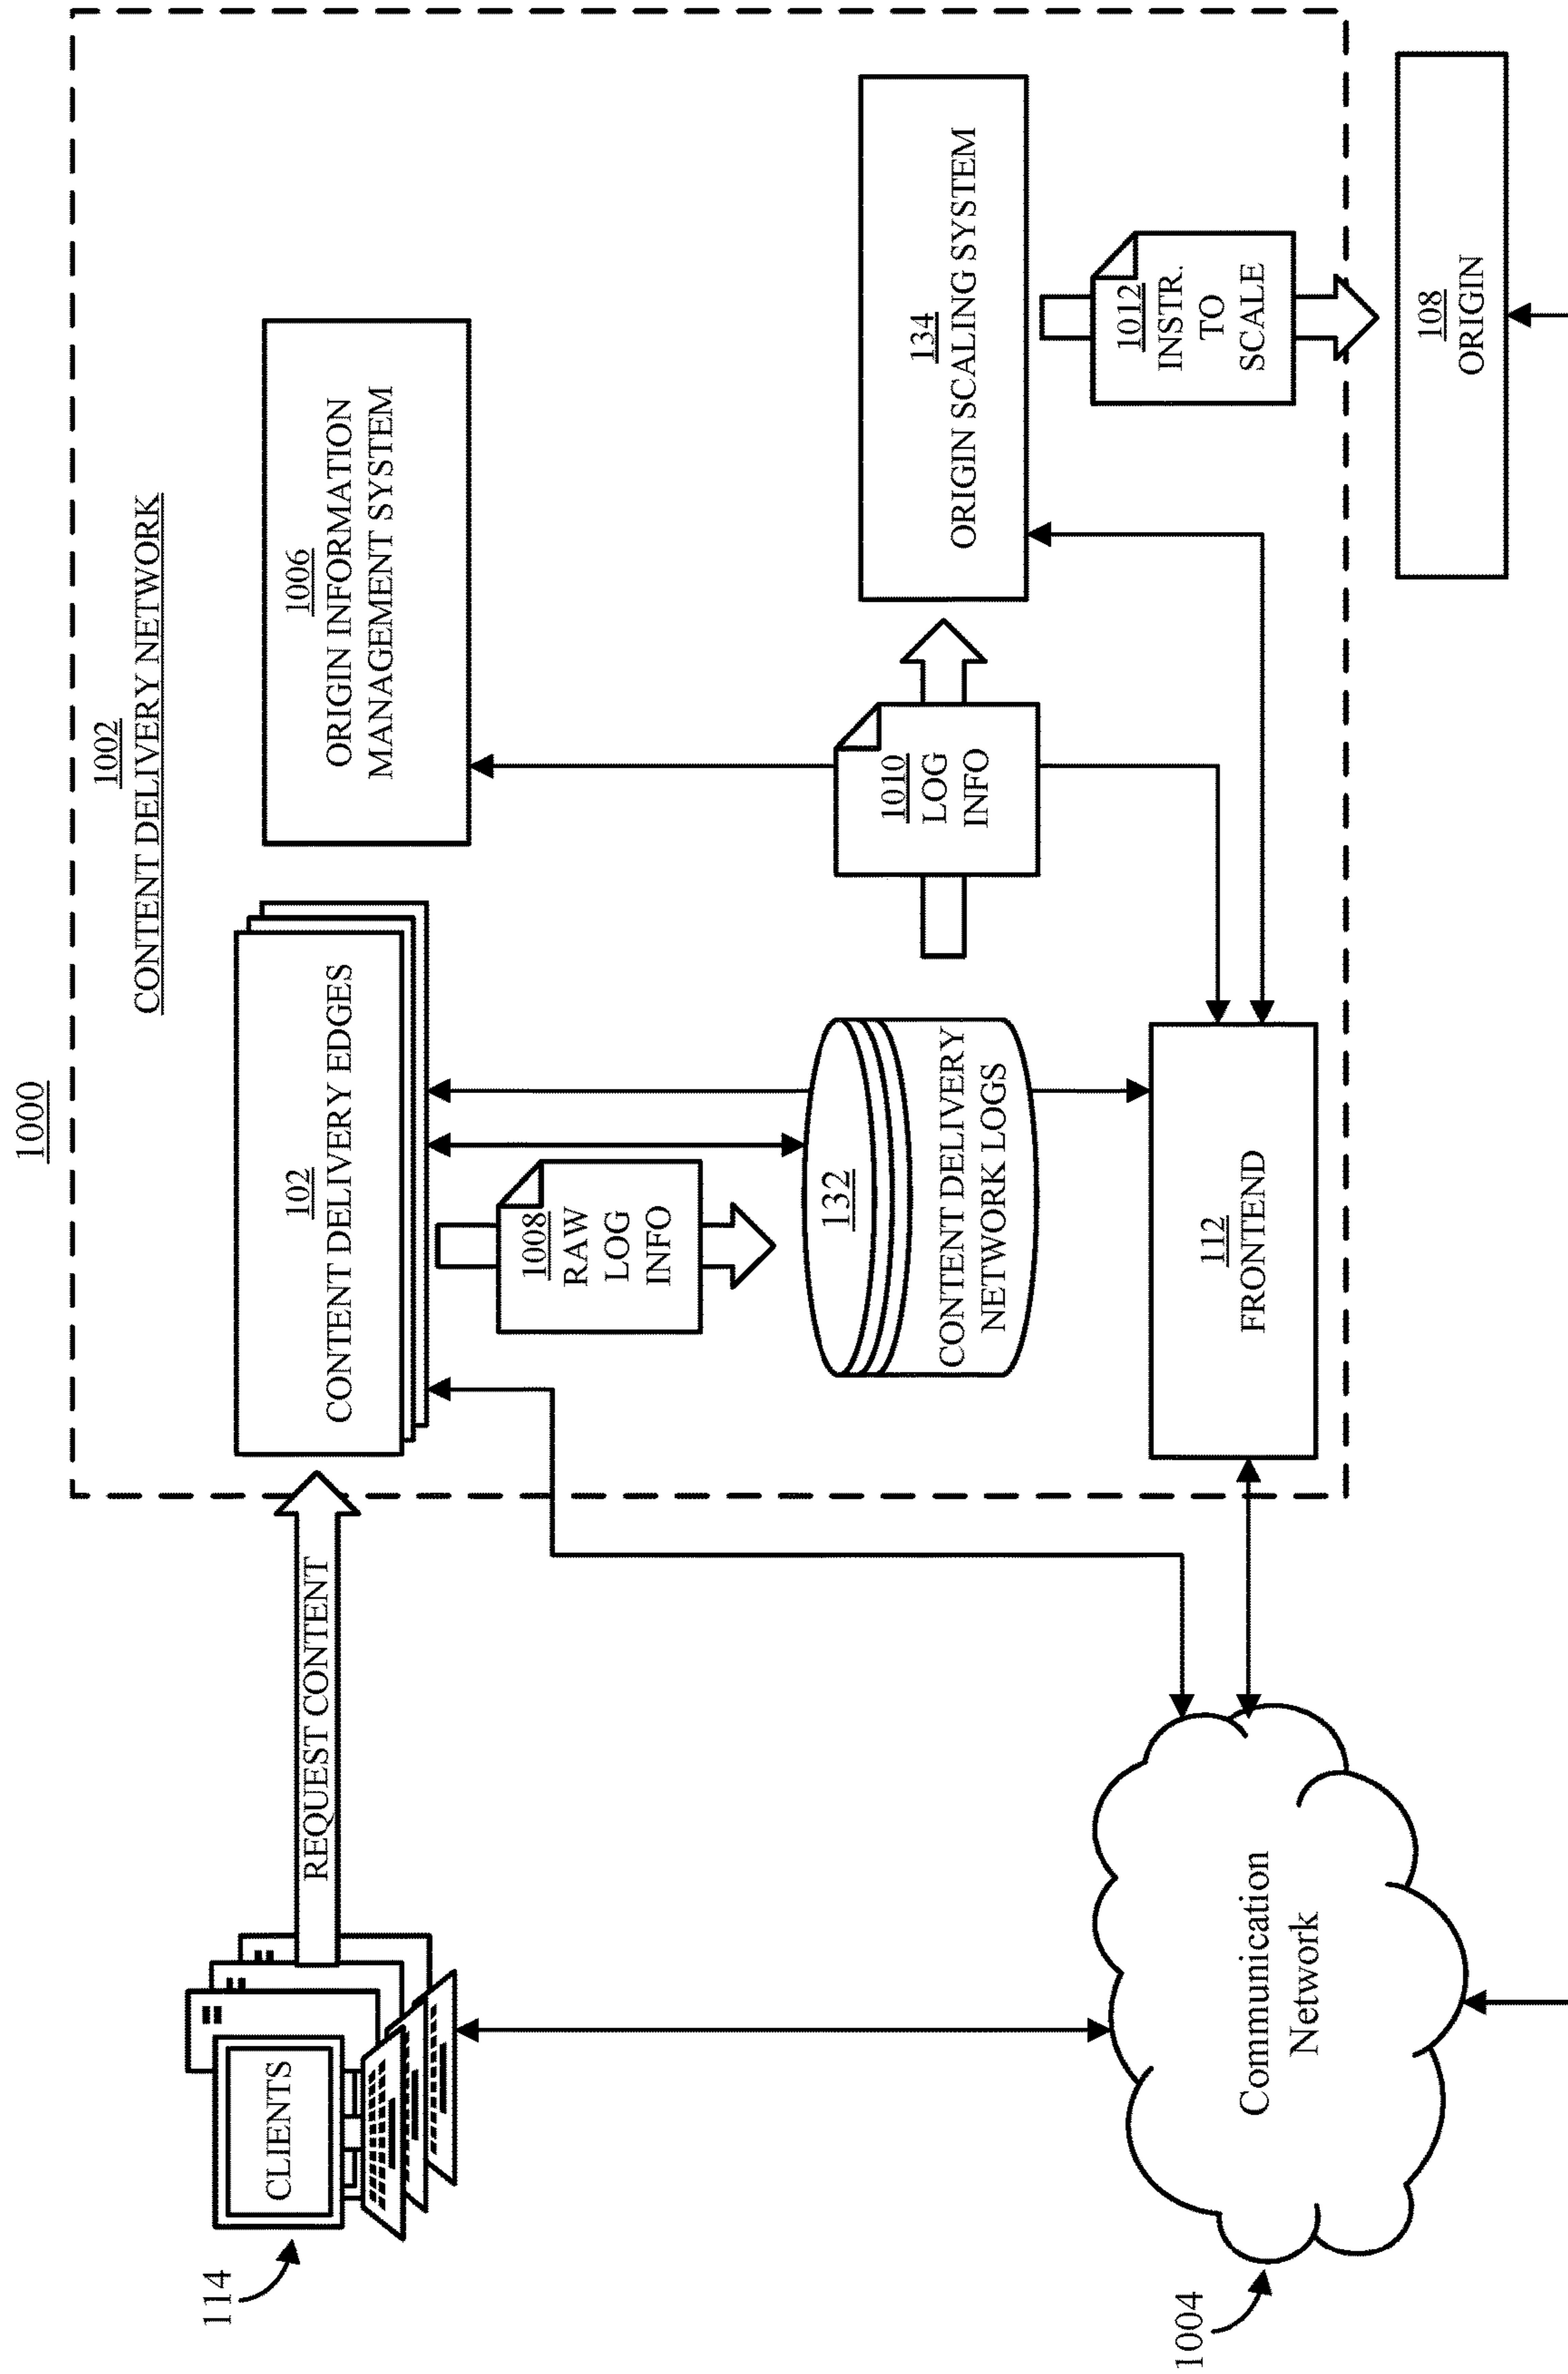 1000
1002
CONTENT DELIVERY NETWORK
114
CLIENTS
REQUEST CONTENT
102
CONTENT DELIVERY EDGES
1006
ORIGIN INFORMATION
MANAGEMENT SYSTEM
1008
RAW
LOG
INFO
132
CONTENT DELIVERY
NETWORK LOGS
1010
LOG
INFO
134
ORIGIN SCALING SYSTEM
1012
INSTR.
TO
SCALE
1004
Communication
Network
112
FRONTEND
108
ORIGIN